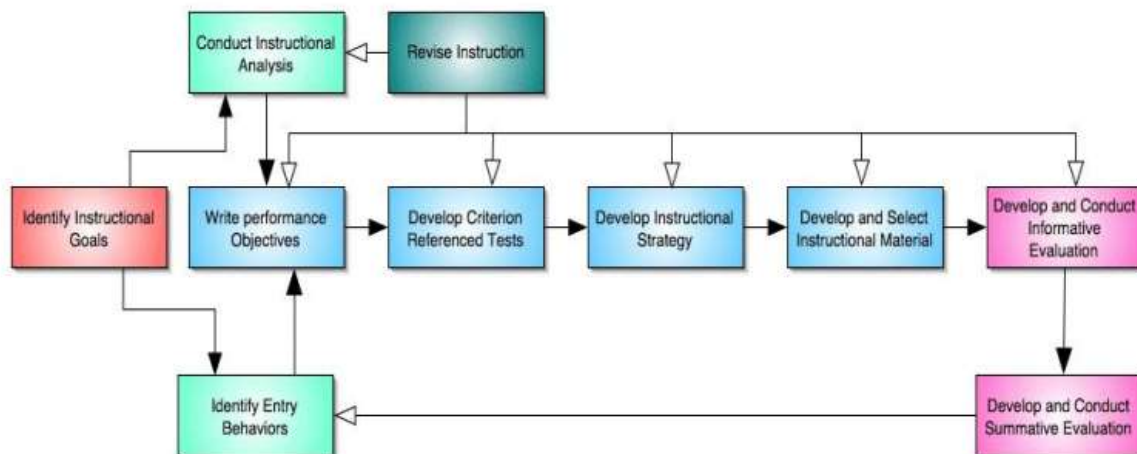 Conduct Instructional
Analysis
Revise Instruction
Identify Instructional
Goals
Write performance
Objectives
Develop Criterion
Referenced Tests
Develop Instructional
Strategy
Develop and Select
Instructional Material
Develop and Conduct
Informative
Evaluation
Identify Entry
Behaviors
Develop and Conduct
Summative Evaluation